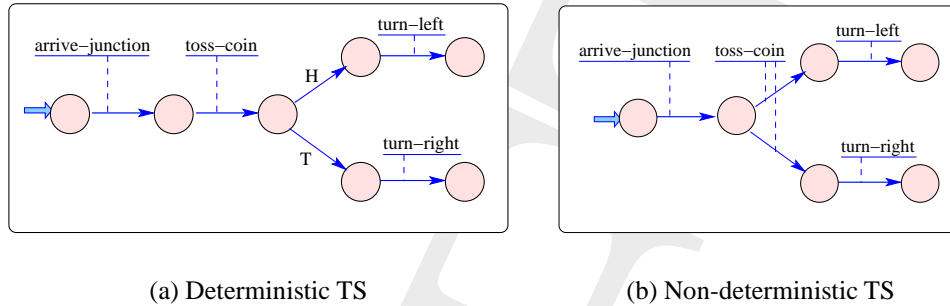 turn−left
arrive−junction toss−coin
H
T
turn−right
(a) Deterministic TS
turn−left
arrive−junction toss−coin
turn−right
(b) Non-deterministic TS